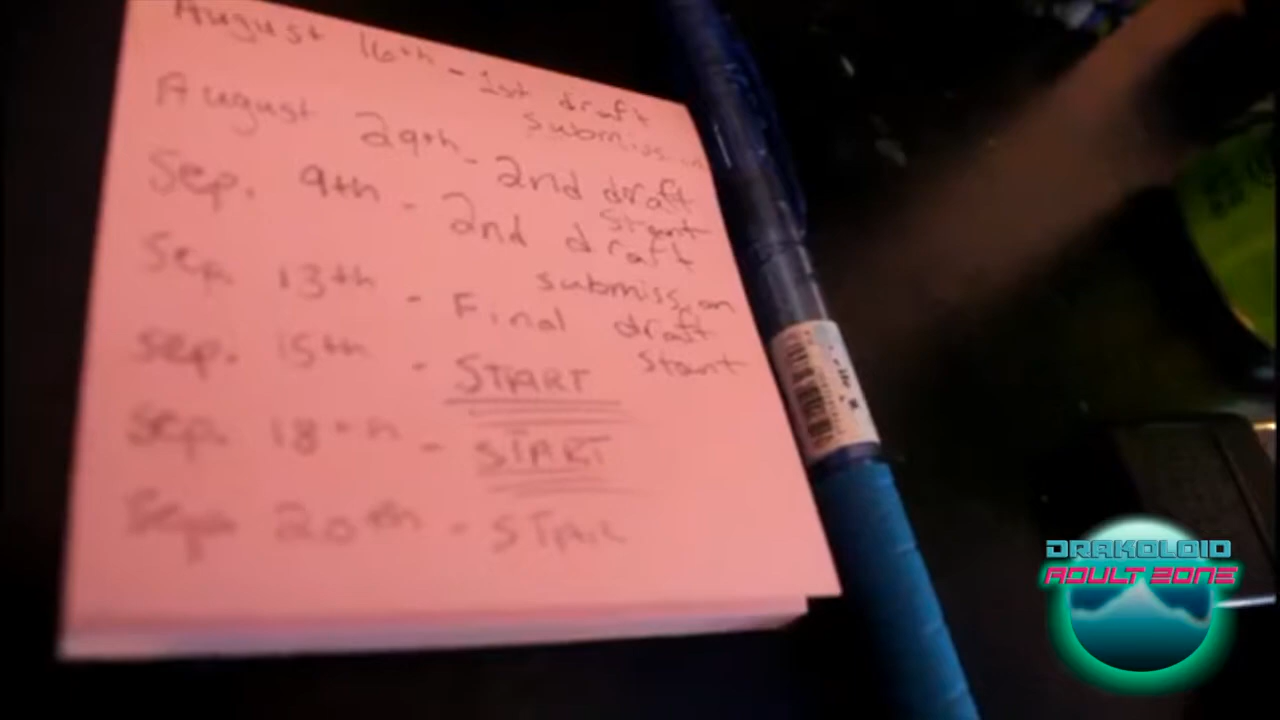 August 16th - 1st draft
submission
August 29th - 2nd draft
Start
Sep. 9th - 2nd draft
submission
Sep. 13th - Final draft
Start
Sep. 15th - START
Sep. 18th - START
Sep 20th -
DRAKOLOID
ADULT ZONE